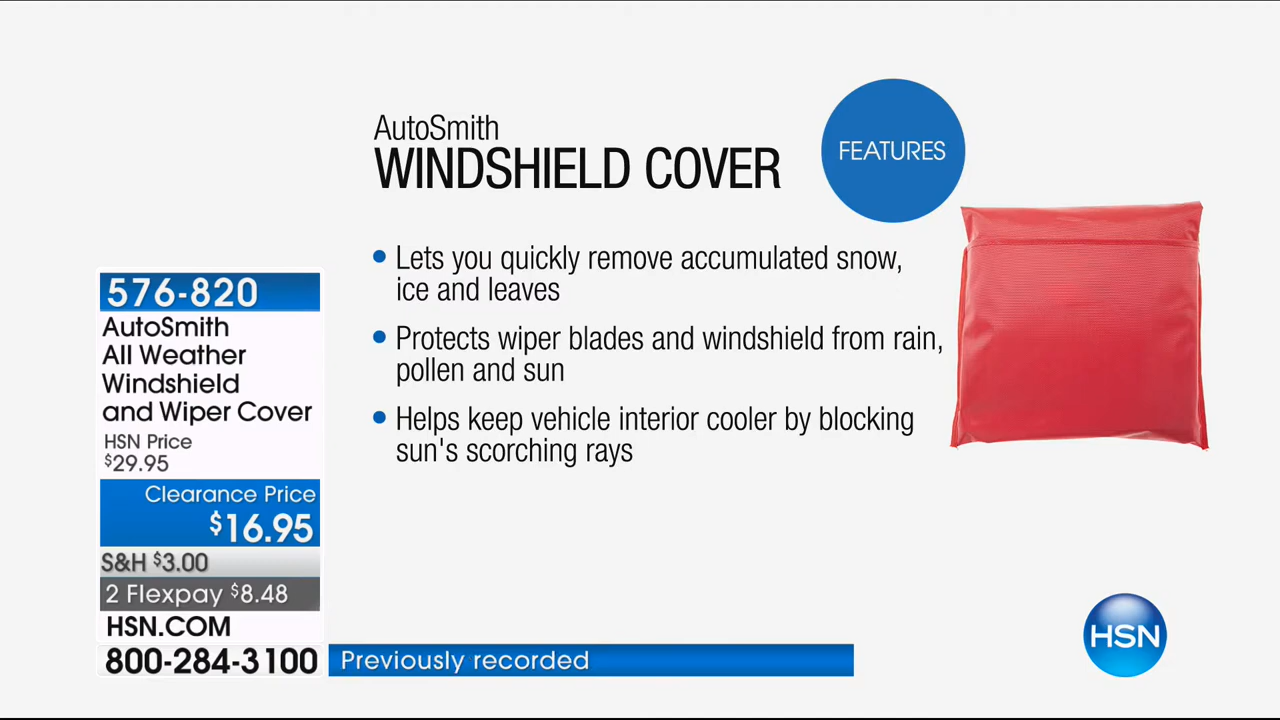 AutoSmith
WINDSHIELD COVER
FEATURES
• Lets you quickly remove accumulated snow,
ice and leaves
• Protects wiper blades and windshield from rain,
pollen and sun
• Helps keep vehicle interior cooler by blocking
sun's scorching rays
576-820
AutoSmith
All Weather
Windshield
and Wiper Cover
HSN Price
$29.95
Clearance Price
$16.95
S&H $3.00
2 Flexpay $8.48
HSN.COM
800-284-3100
Previously recorded
HSN